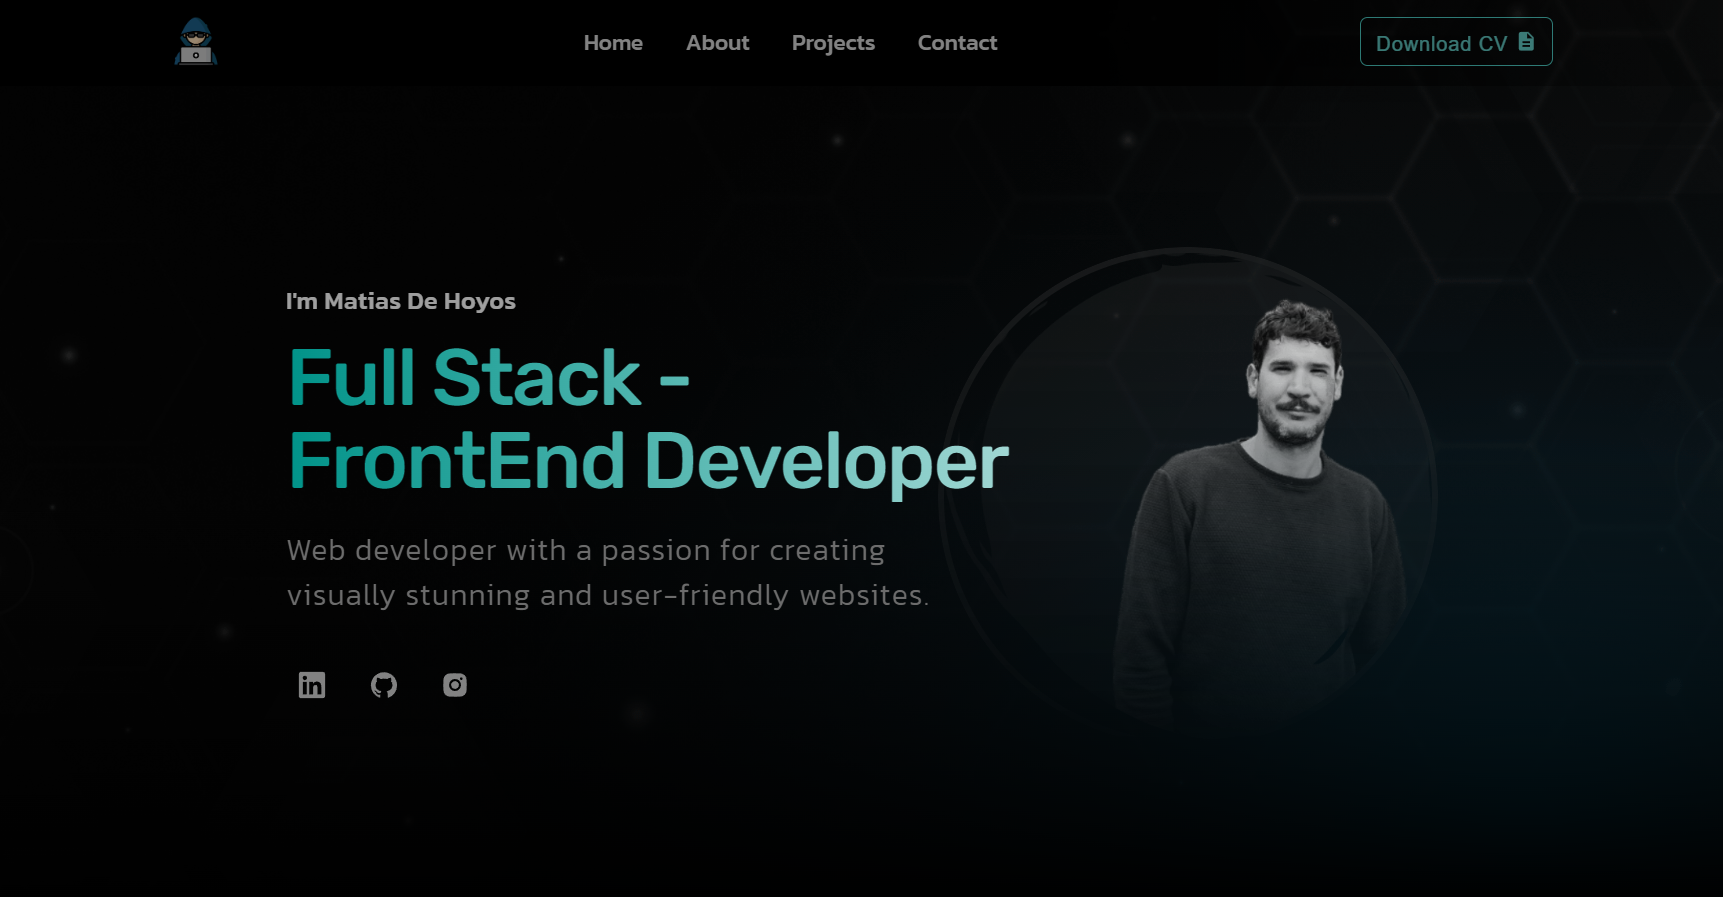 Home
About
Projects
Contact
Download CV
I'm Matias De Hoyos
Full Stack -
FrontEnd Developer
Web developer with a passion for creating
visually stunning and user-friendly websites.